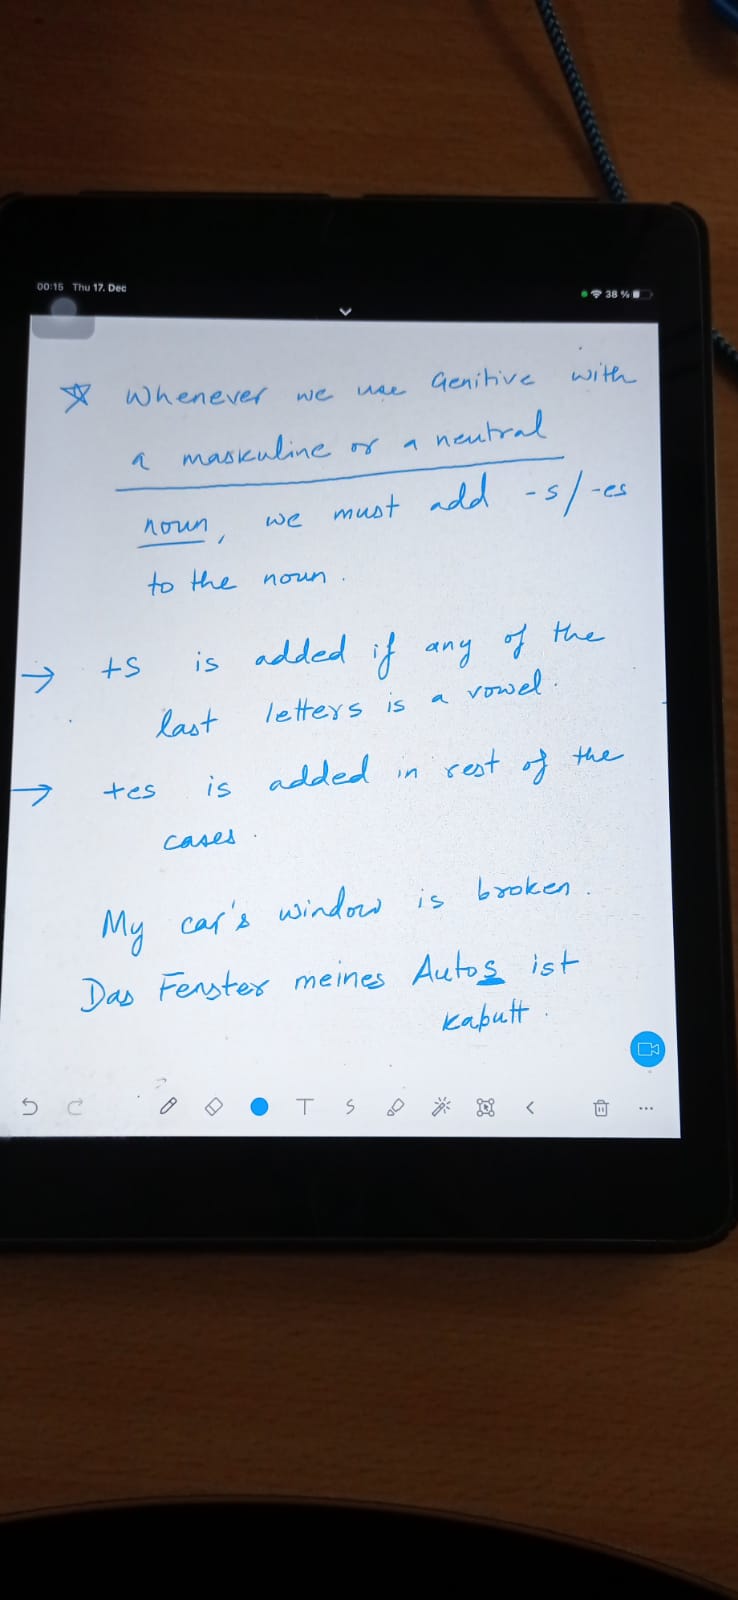 00:15 Thu 17. Dec
38 %
☆ Whenever we use Genitive with
a maskuline or a neutral
noun, we must add -s/-es
to the noun.
→ +s is added if any of the
last letters is a vowel.
→ +es is added in rest of the
cases.
My car's window is broken.
Das Fenster meines Autos ist
kaputt.
T